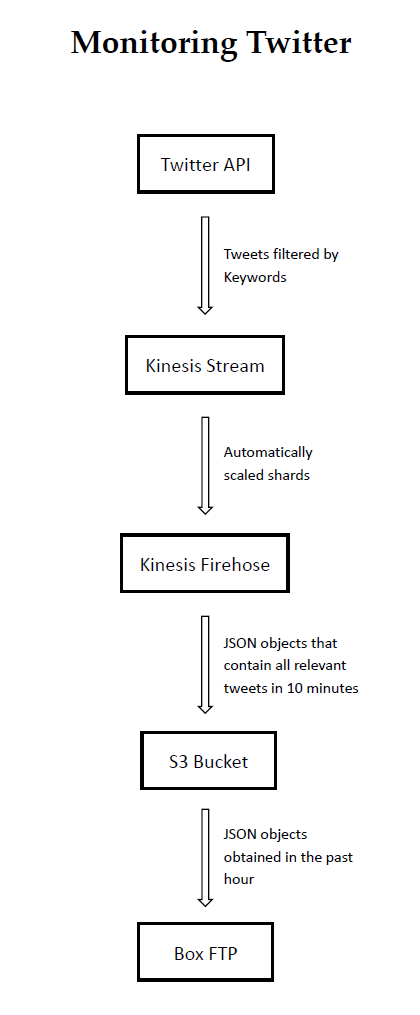 Monitoring Twitter
Twitter API
Tweets filtered by
Keywords
Kinesis Stream
Automatically
scaled shards
Kinesis Firehose
JSON objects that
contain all relevant
tweets in 10 minutes
S3 Bucket
JSON objects
obtained in the past
hour
Box FTP